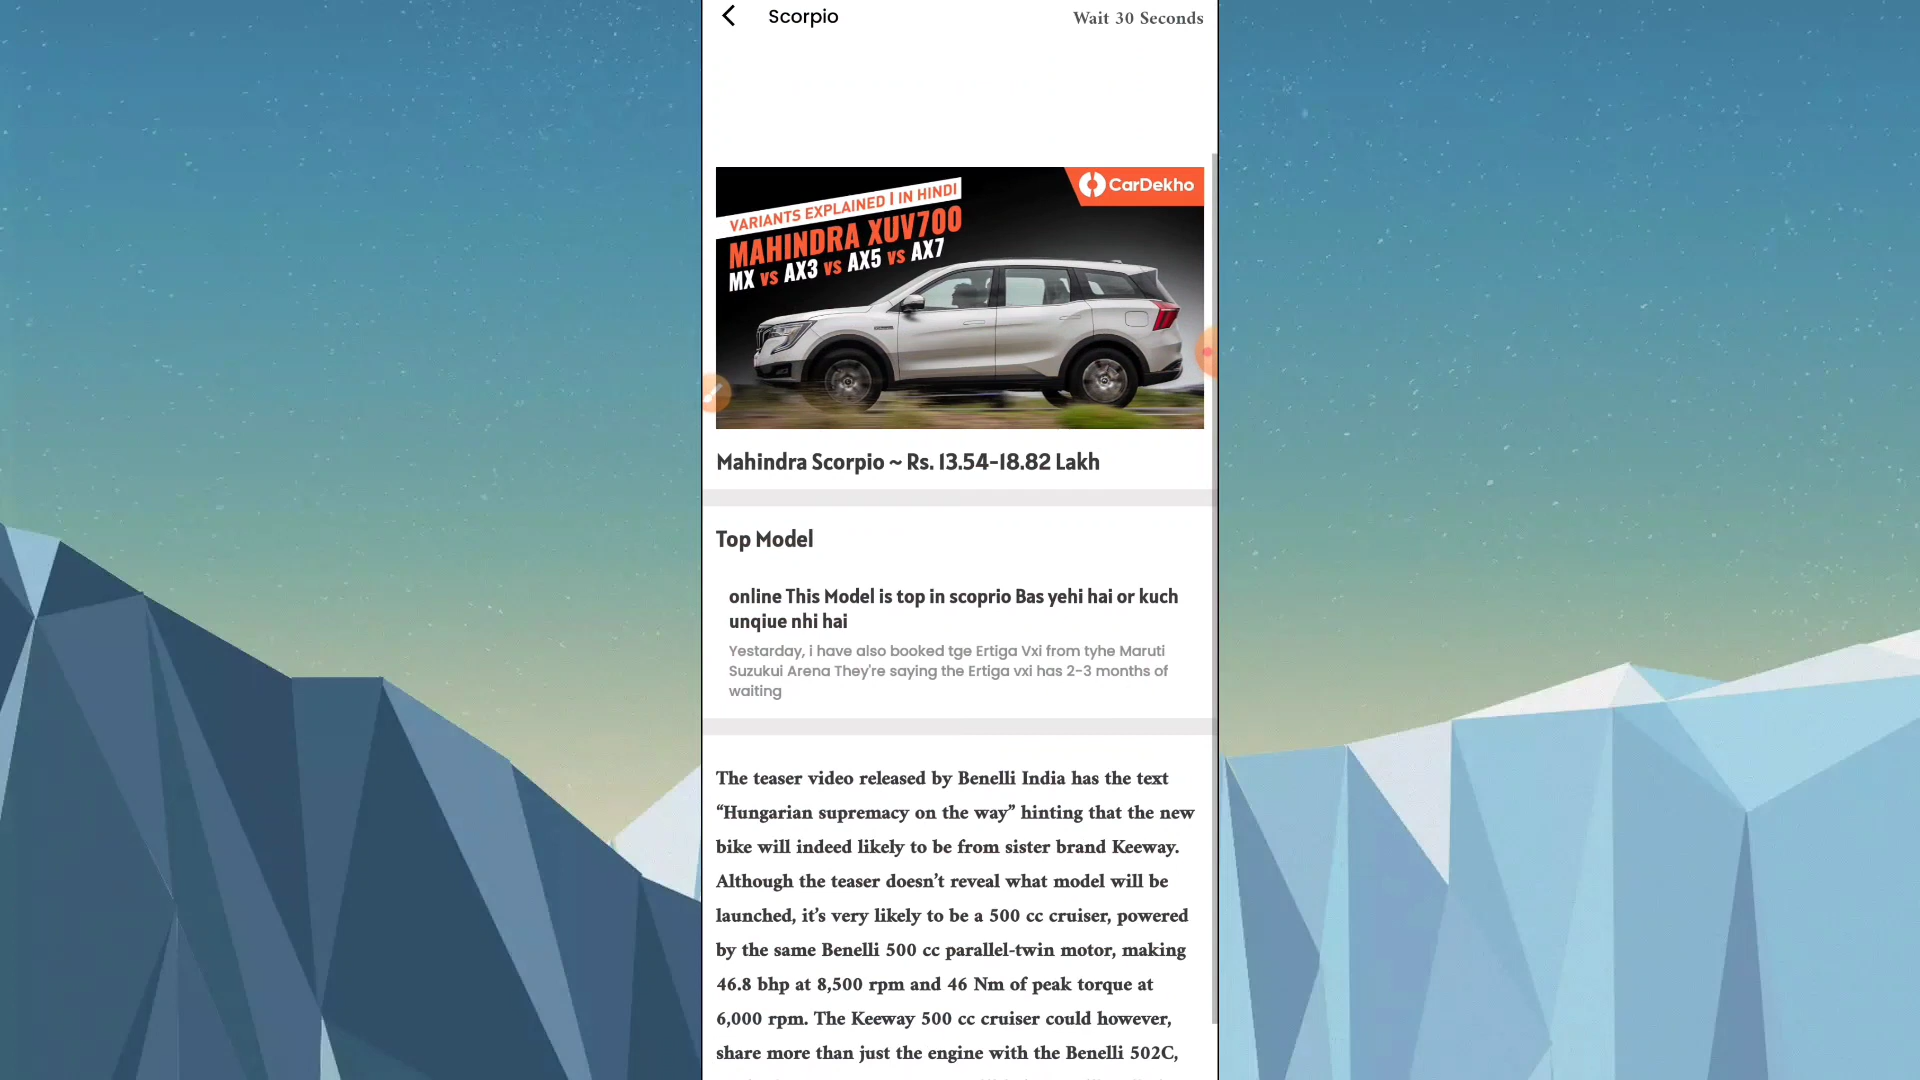 Scorpio
Wait 30 Seconds
CarDekho
VARIANTS EXPLAINED | IN HINDI
MAHINDRA XUV700
MX vs AX3 vs AX5 vs AX7
Mahindra Scorpio ~ Rs. 13.54-18.82 Lakh
Top Model
online This Model is top in scoprio Bas yehi hai or kuch
unqiue nhi hai
Yestarday, i have also booked tge Ertiga Vxi from tyhe Maruti
Suzukui Arena They're saying the Ertiga vxi has 2-3 months of
waiting
The teaser video released by Benelli India has the text
“Hungarian supremacy on the way” hinting that the new
bike will indeed likely to be from sister brand Keeway.
Although the teaser doesn’t reveal what model will be
launched, it’s very likely to be a 500 cc cruiser, powered
by the same Benelli 500 cc parallel-twin motor, making
46.8 bhp at 8,500 rpm and 46 Nm of peak torque at
6,000 rpm. The Keeway 500 cc cruiser could however,
share more than just the engine with the Benelli 502C,